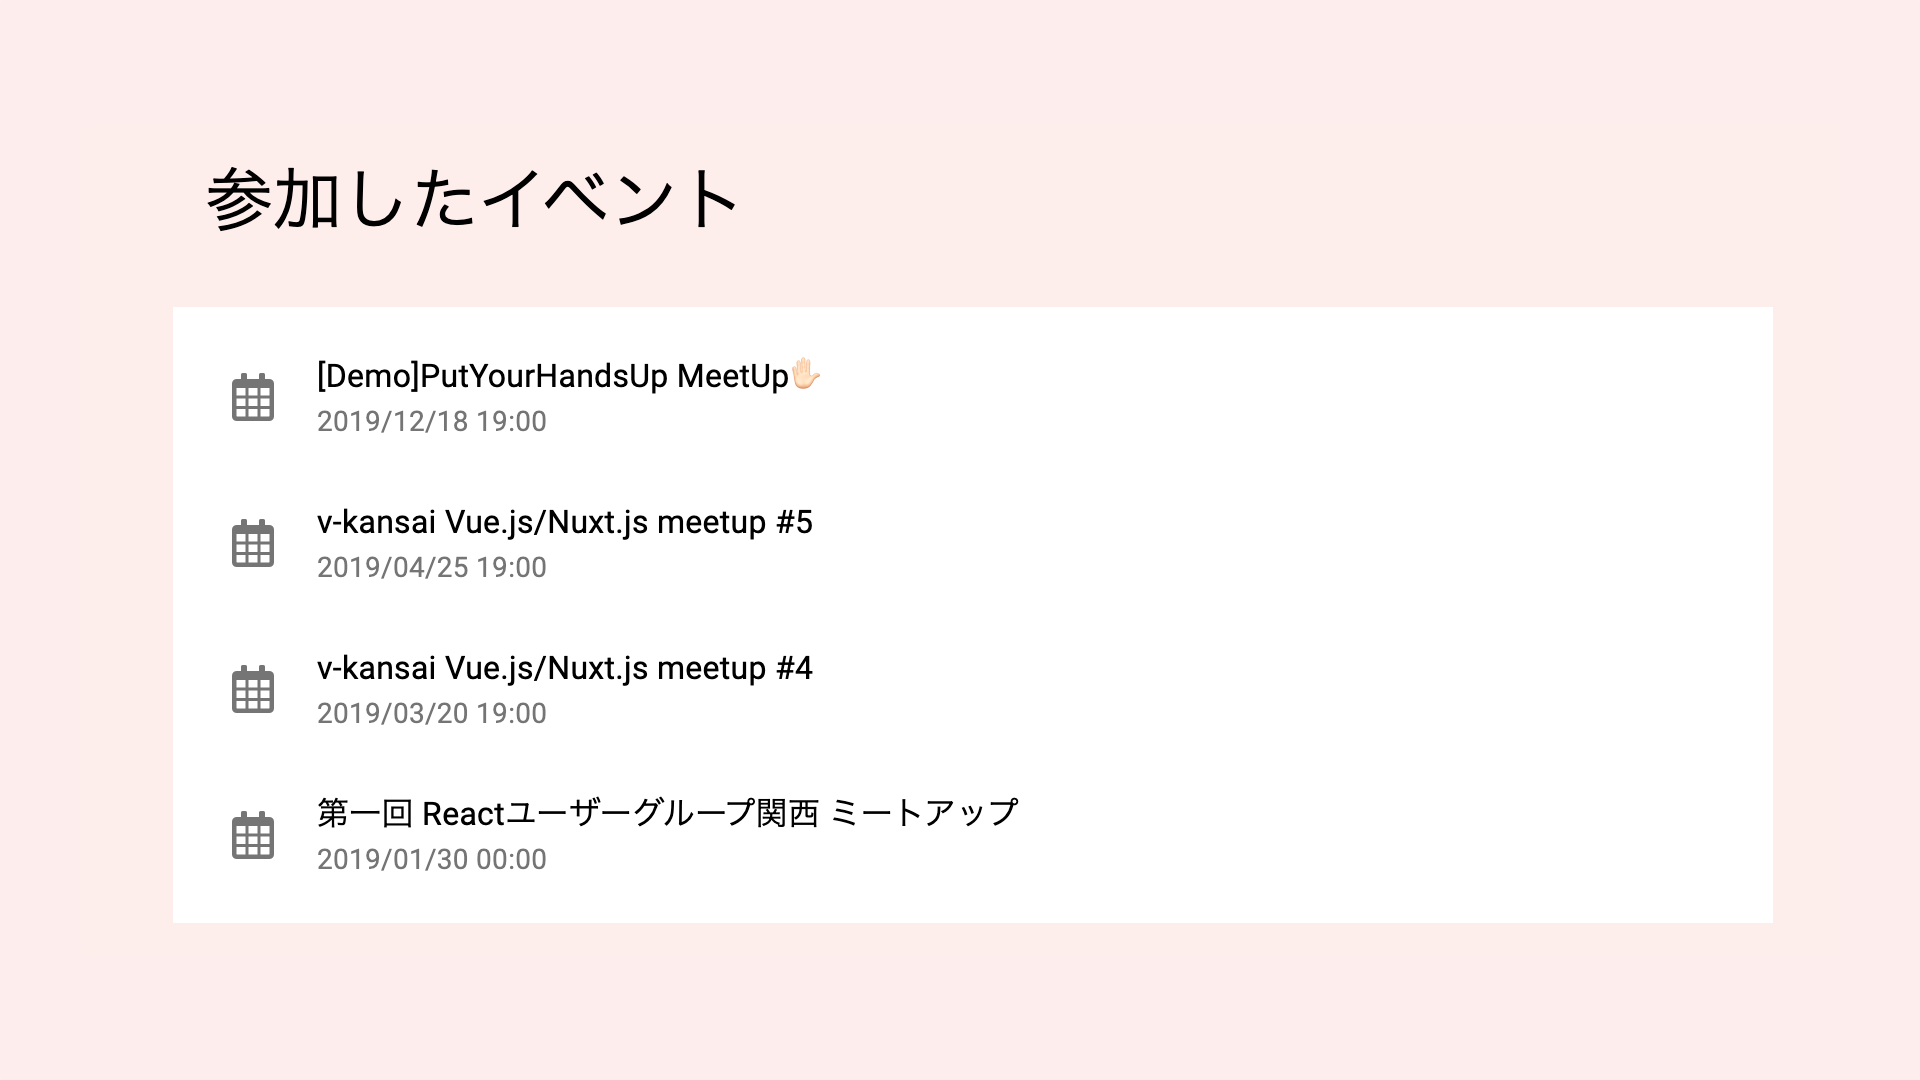 参加したイベント
[Demo]PutYourHandsUp MeetUp✋🏻
2019/12/18 19:00
v-kansai Vue.js/Nuxt.js meetup #5
2019/04/25 19:00
v-kansai Vue.js/Nuxt.js meetup #4
2019/03/20 19:00
第一回 Reactユーザーグループ関西 ミートアップ
2019/01/30 00:00